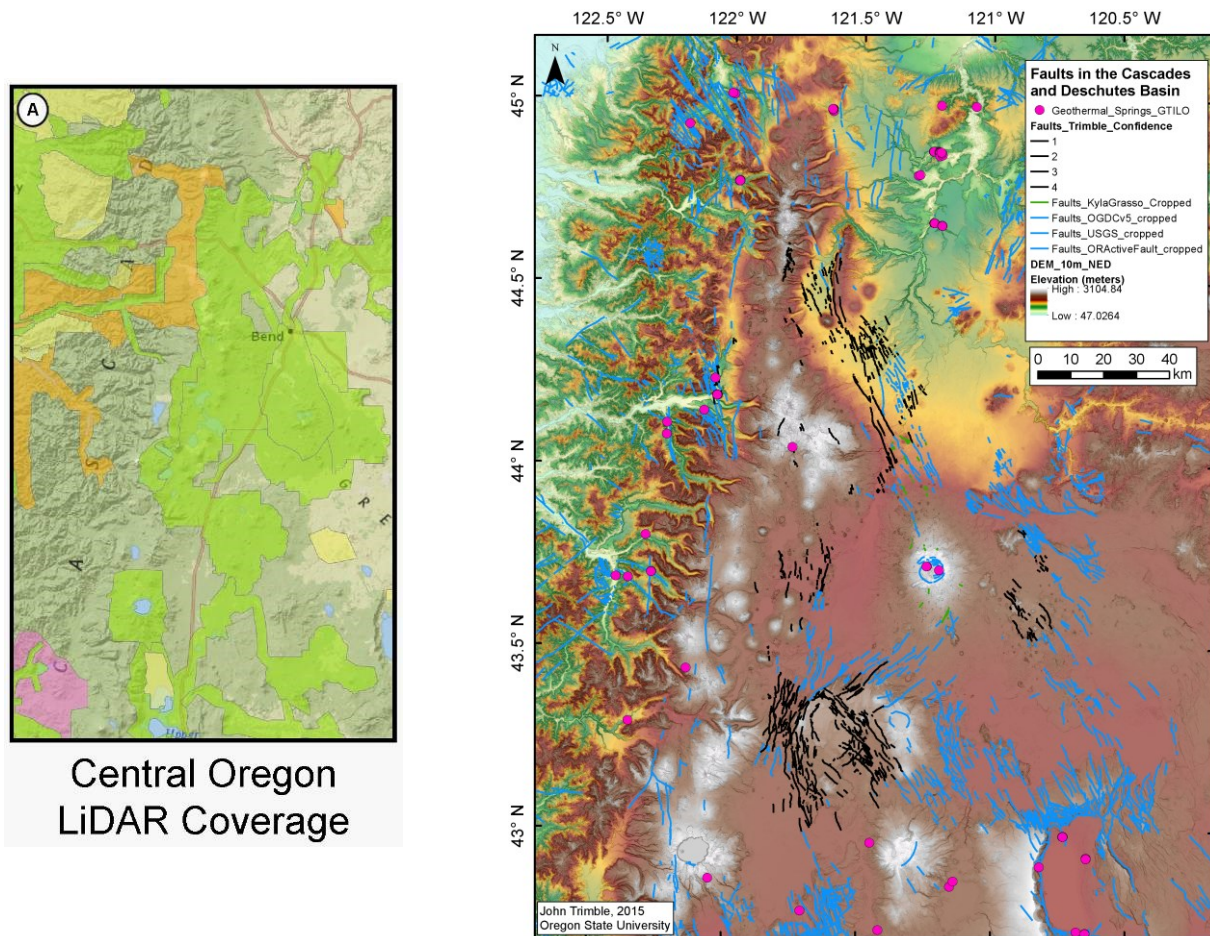 A
D
A
C
Bend
S
G R E
A
C
Upper
Central Oregon
LiDAR Coverage
122.5° W
122° W
121.5° W
121° W
120.5° W
N
45° N
44.5° N
44° N
43.5° N
43° N
Faults in the Cascades
and Deschutes Basin
Geothermal_Springs_GTILO
Faults_Trimble_Confidence
1
2
3
4
Faults_KylaGrasso_Cropped
Faults_OGDCv5_cropped
Faults_USGS_cropped
Faults_ORActiveFault_cropped
DEM_10m_NED
Elevation (meters)
High : 3104.84
Low : 47.0264
0 10 20 30 40
km
John Trimble, 2015
Oregon State University